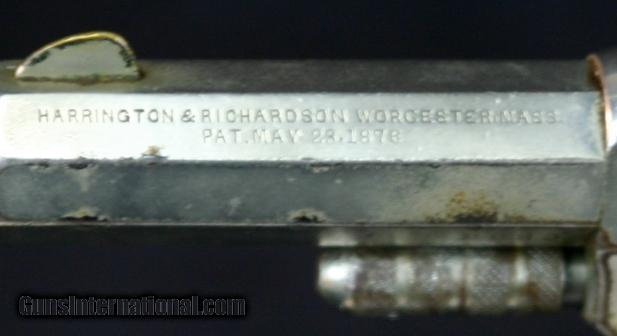 HARRINGTON & RICHARDSON WORCESTER.MASS.
PAT. MAY 23.1876
GunsInternational.com